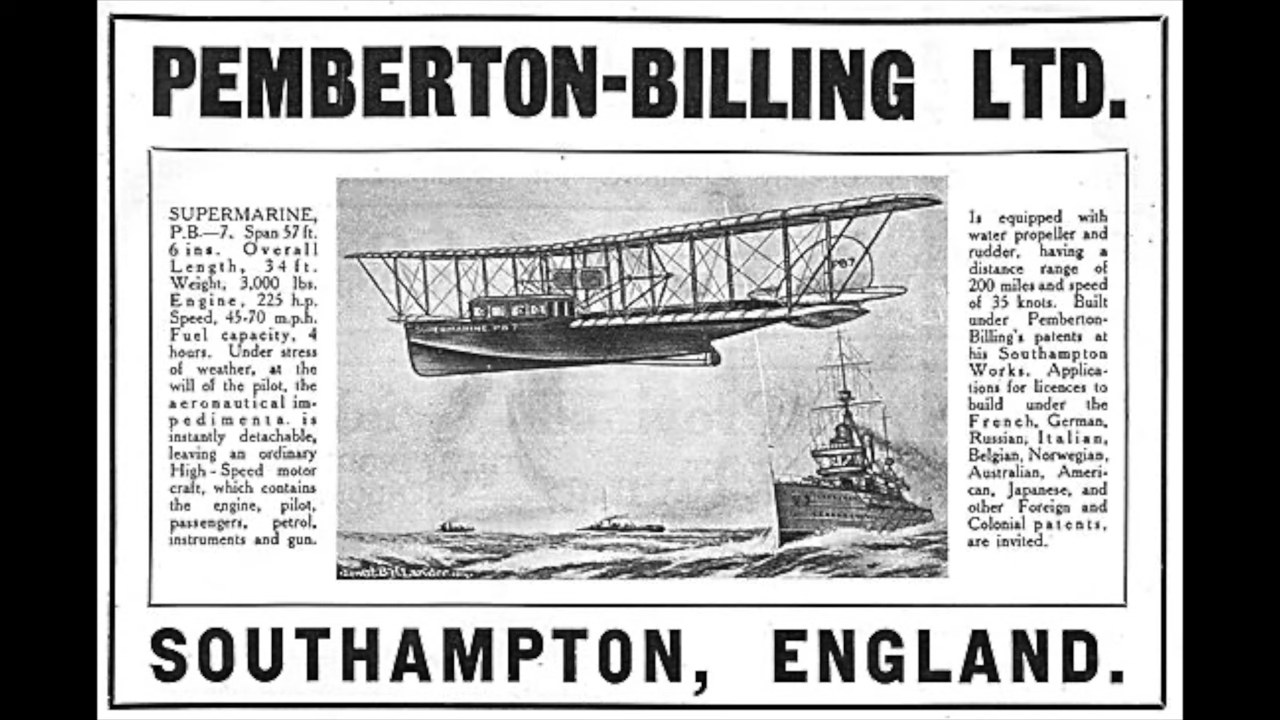 PEMBERTON-BILLING LTD.
SUPERMARINE,
P.B.—7. Span 57 ft.
6 ins. Overall
Length, 34 ft.
Weight, 3,000 lbs.
Engine, 225 h.p.
Speed, 45-70 m.p.h.
Fuel capacity, 4
hours. Under stress
of weather, at the
will of the pilot, the
aeronautical im-
pedimenta. is
instantly detachable,
leaving an ordinary
High-Speed motor
craft, which contains
the engine, pilot,
passengers, petrol,
instruments and gun.
SUPERMARINE PB7
PB7
Is equipped with
water propeller and
rudder, having a
distance range of
200 miles and speed
of 35 knots. Built
under Pemberton-
Billing's patents at
his Southampton
Works. Applica-
tions for licences to
build under the
French, German,
Russian, Italian,
Belgian, Norwegian,
Australian, Ameri-
can, Japanese, and
other Foreign and
Colonial patents,
are invited.
SOUTHAMPTON, ENGLAND.